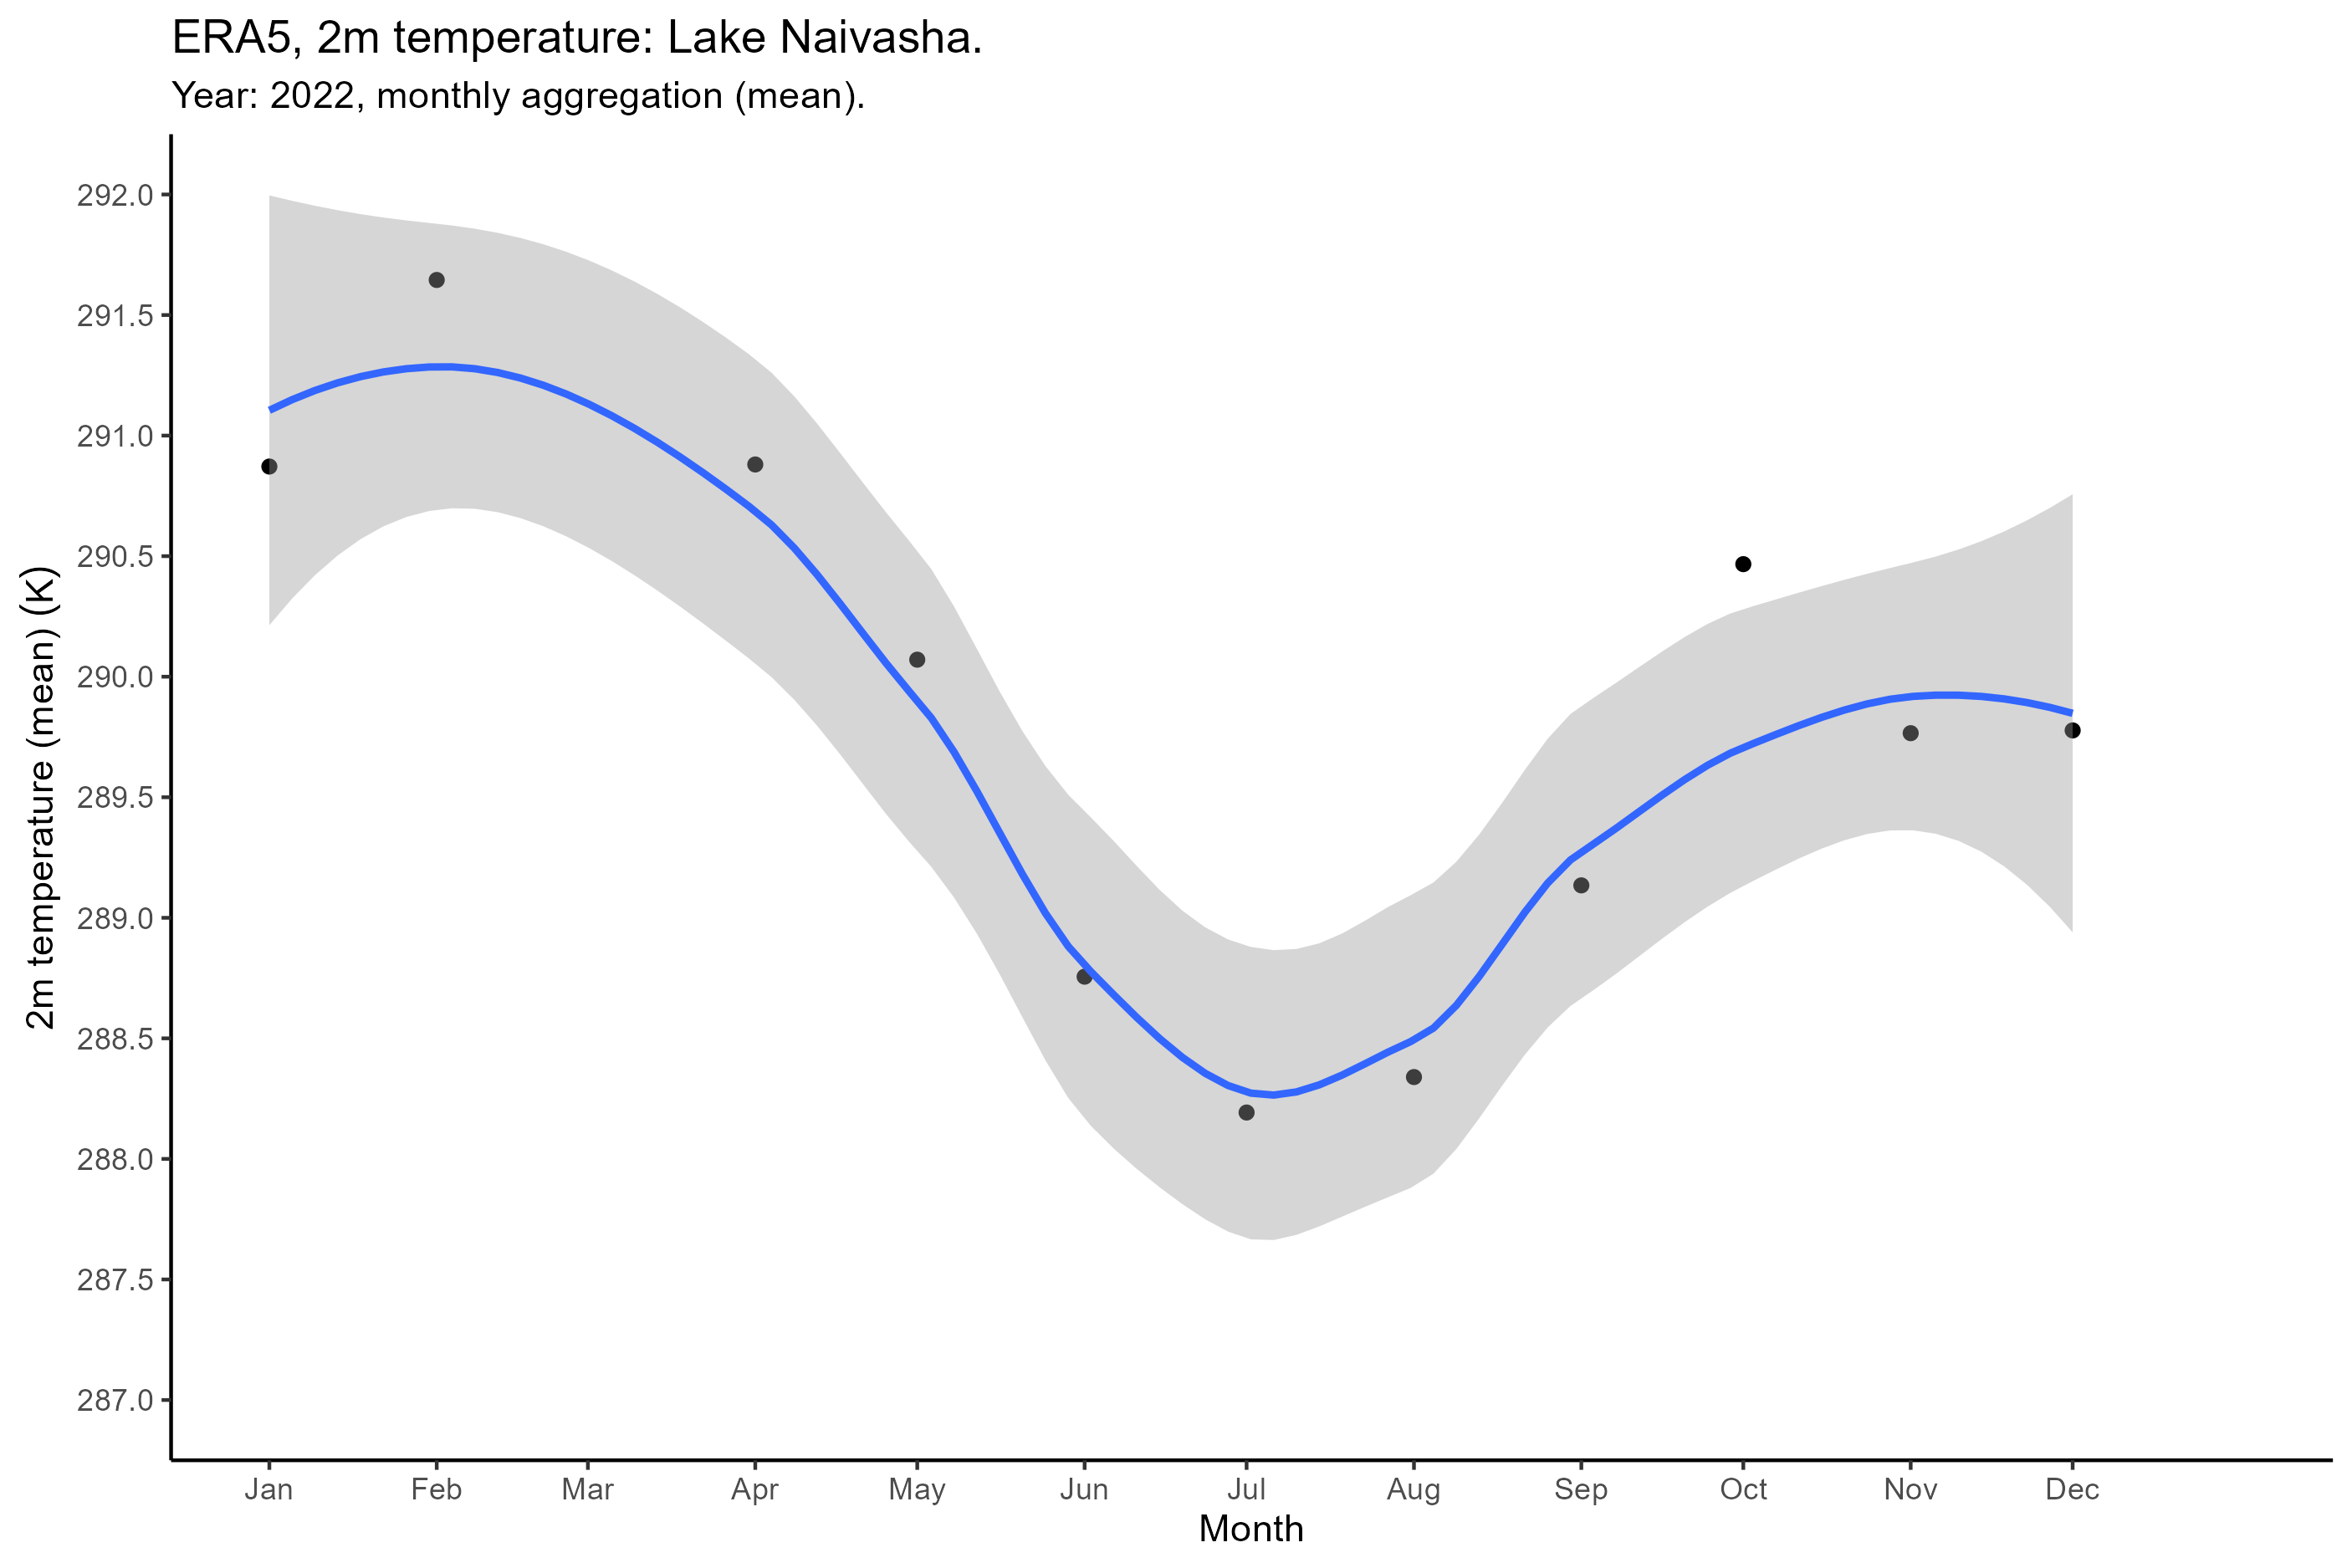 ERA5, 2m temperature: Lake Naivasha.
Year: 2022, monthly aggregation (mean).
2m temperature (mean) (K)
292.0
291.5
291.0
290.5
290.0
289.5
289.0
288.5
288.0
287.5
287.0
Jan Feb Mar Apr May Jun Jul Aug Sep Oct Nov Dec
Month